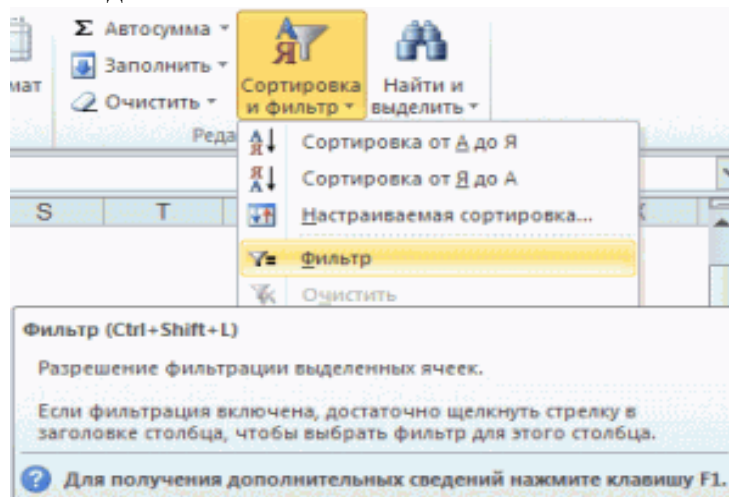 Σ Автосумма
Заполнить
Очистить
мат
Сортировка и фильтр
Найти и выделить
Реда
Сортировка от А до Я
Сортировка от Я до А
Настраиваемая сортировка...
Фильтр
Очистить
S T
Фильтр (Ctrl+Shift+L)
Разрешение фильтрации выделенных ячеек.
Если фильтрация включена, достаточно щелкнуть стрелку в
заголовке столбца, чтобы выбрать фильтр для этого столбца.
Для получения дополнительных сведений нажмите клавишу F1.